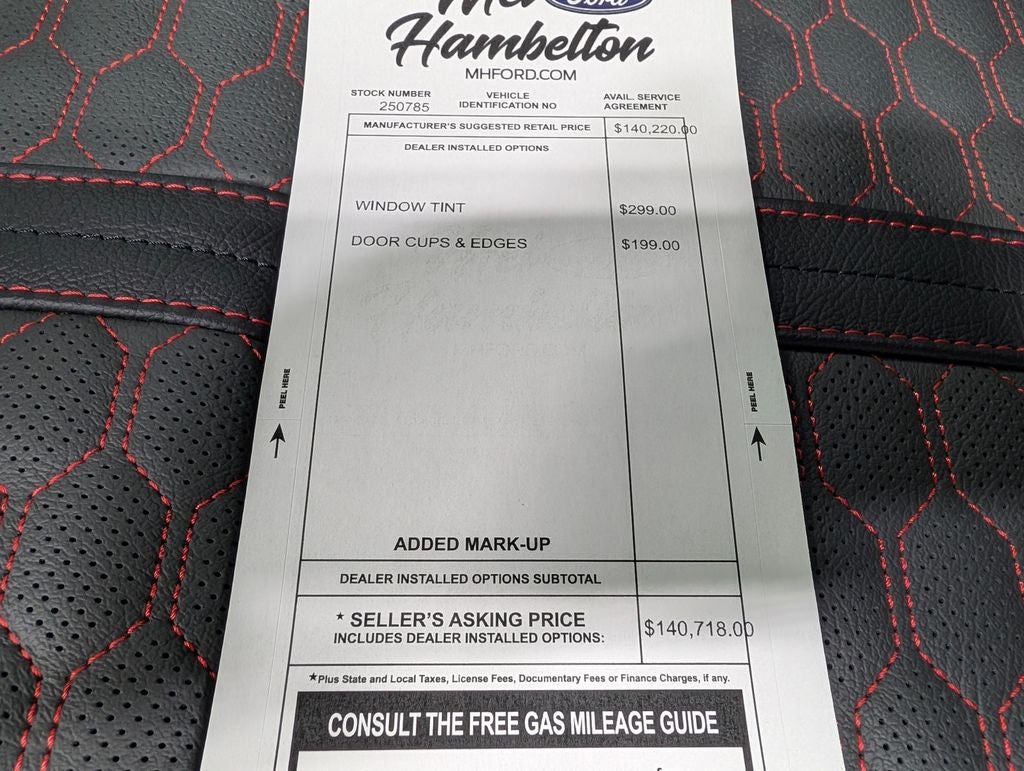 Mel Ford
Hambelton
MHFORD.COM
STOCK NUMBER
250785
VEHICLE
IDENTIFICATION NO
AVAIL. SERVICE
AGREEMENT
MANUFACTURER'S SUGGESTED RETAIL PRICE $140,220.00
DEALER INSTALLED OPTIONS
WINDOW TINT $299.00
DOOR CUPS & EDGES $199.00
PEEL HERE
PEEL HERE
ADDED MARK-UP
DEALER INSTALLED OPTIONS SUBTOTAL
* SELLER'S ASKING PRICE
INCLUDES DEALER INSTALLED OPTIONS:
$140,718.00
*Plus State and Local Taxes, License Fees, Documentary Fees or Finance Charges, if any.
CONSULT THE FREE GAS MILEAGE GUIDE